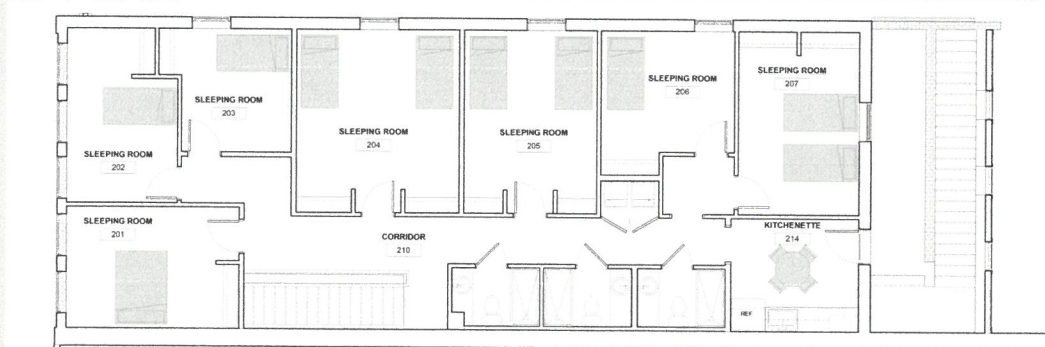 SLEEPING ROOM
202
SLEEPING ROOM
203
SLEEPING ROOM
204
SLEEPING ROOM
205
SLEEPING ROOM
206
SLEEPING ROOM
207
SLEEPING ROOM
201
CORRIDOR
210
KITCHENETTE
214
REF